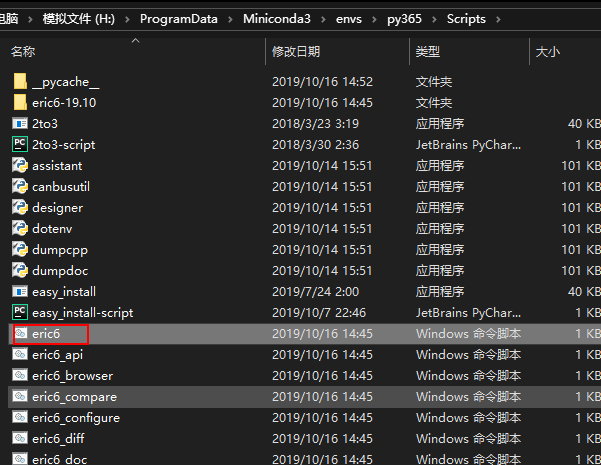 电脑 › 模拟文件 (H:) › ProgramData › Miniconda3 › envs › py365 › Scripts ›
名称 修改日期 类型 大小
__pycache__ 2019/10/16 14:52 文件夹
eric6-19.10 2019/10/16 14:45 文件夹
2to3 2018/3/23 3:19 应用程序 40 KB
2to3-script 2018/3/30 2:36 JetBrains PyChar... 1 KB
assistant 2019/10/14 15:51 应用程序 101 KB
canbusutil 2019/10/14 15:51 应用程序 101 KB
designer 2019/10/14 15:51 应用程序 101 KB
dotenv 2019/10/14 15:51 应用程序 101 KB
dumpcpp 2019/10/14 15:51 应用程序 101 KB
dumpdoc 2019/10/14 15:51 应用程序 101 KB
easy_install 2019/7/24 2:00 应用程序 40 KB
easy_install-script 2019/10/7 22:46 JetBrains PyChar... 1 KB
eric6 2019/10/16 14:45 Windows 命令脚本 1 KB
eric6_api 2019/10/16 14:45 Windows 命令脚本 1 KB
eric6_browser 2019/10/16 14:45 Windows 命令脚本 1 KB
eric6_compare 2019/10/16 14:45 Windows 命令脚本 1 KB
eric6_configure 2019/10/16 14:45 Windows 命令脚本 1 KB
eric6_diff 2019/10/16 14:45 Windows 命令脚本 1 KB
eric6_doc 2019/10/16 14:45 Windows 命令脚本 1 KB